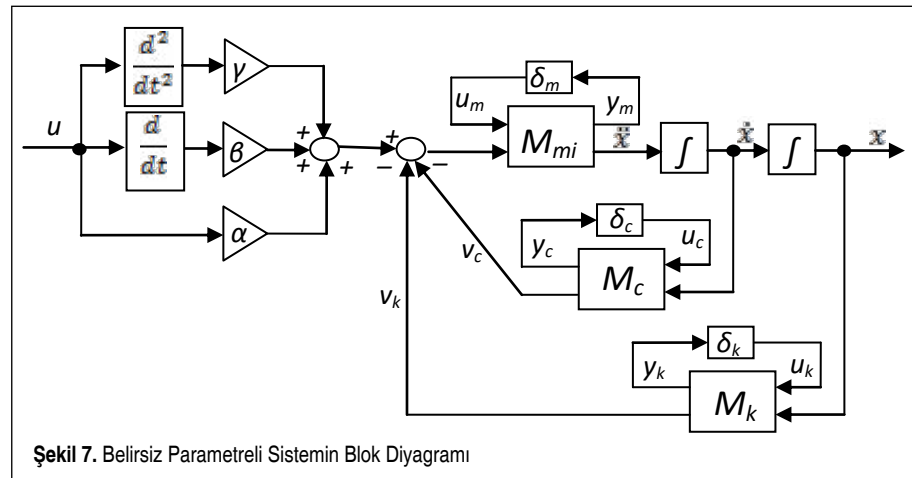 d²/dt² γ
u
d/dt β
α
+ + + +
+ − −
δm
um ym
Mmi
ẍ ∫ ẋ ∫ x
δc
yc uc
vc
Mc
vk
δk
yk uk
Mk
Şekil 7. Belirsiz Parametreli Sistemin Blok Diyagramı